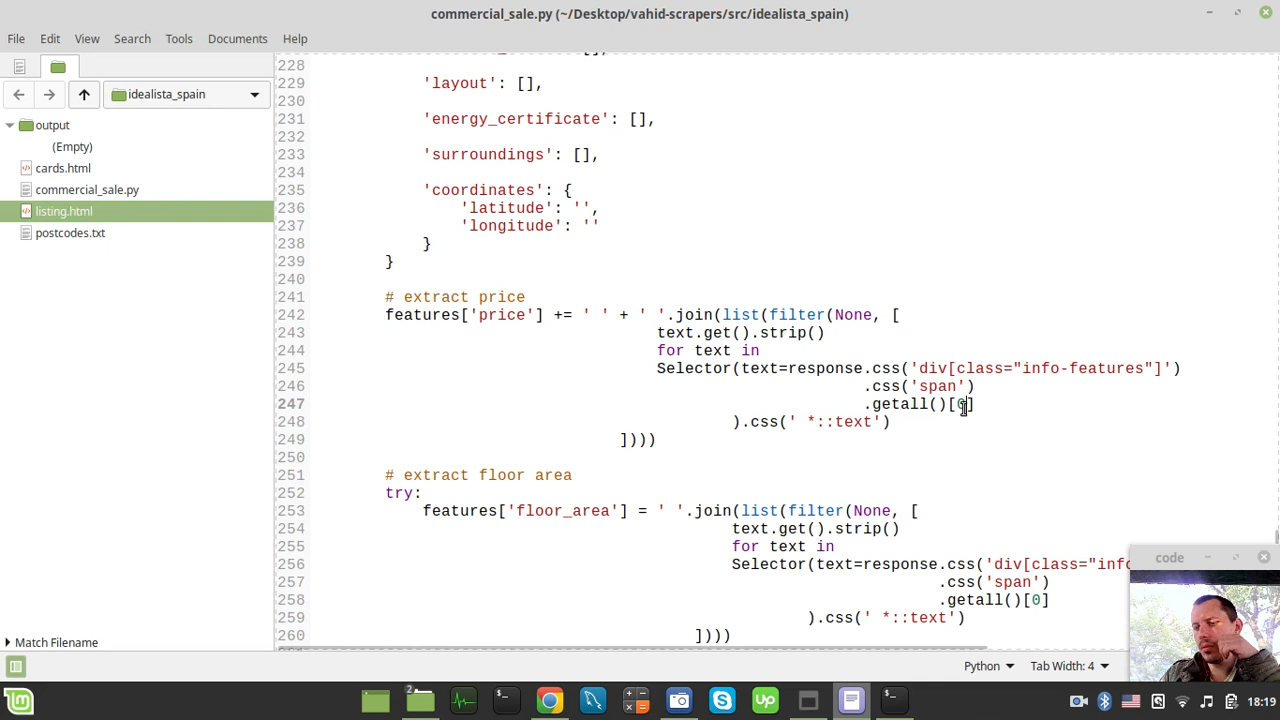 commercial_sale.py (~/Desktop/vahid-scrapers/src/idealista_spain)
File Edit View Search Tools Documents Help
idealista_spain
output
(Empty)
cards.html
commercial_sale.py
listing.html
postcodes.txt
Match Filename
228
229 'layout': [],
230
231 'energy_certificate': [],
232
233 'surroundings': [],
234
235 'coordinates': {
236 'latitude': '',
237 'longitude': ''
238 }
239 }
240
241 # extract price
242 features['price'] += ' ' + ' '.join(list(filter(None, [
243 text.get().strip()
244 for text in
245 Selector(text=response.css('div[class="info-features"]')
246 .css('span')
247 .getall()[0]
248 ).css(' *::text')
249 ])))
250
251 # extract floor area
252 try:
253 features['floor_area'] = ' '.join(list(filter(None, [
254 text.get().strip()
255 for text in
256 Selector(text=response.css('div[class="info
257 .css('span')
258 .getall()[0]
259 ).css(' *::text')
260 ])))
code
Python Tab Width: 4
18:19